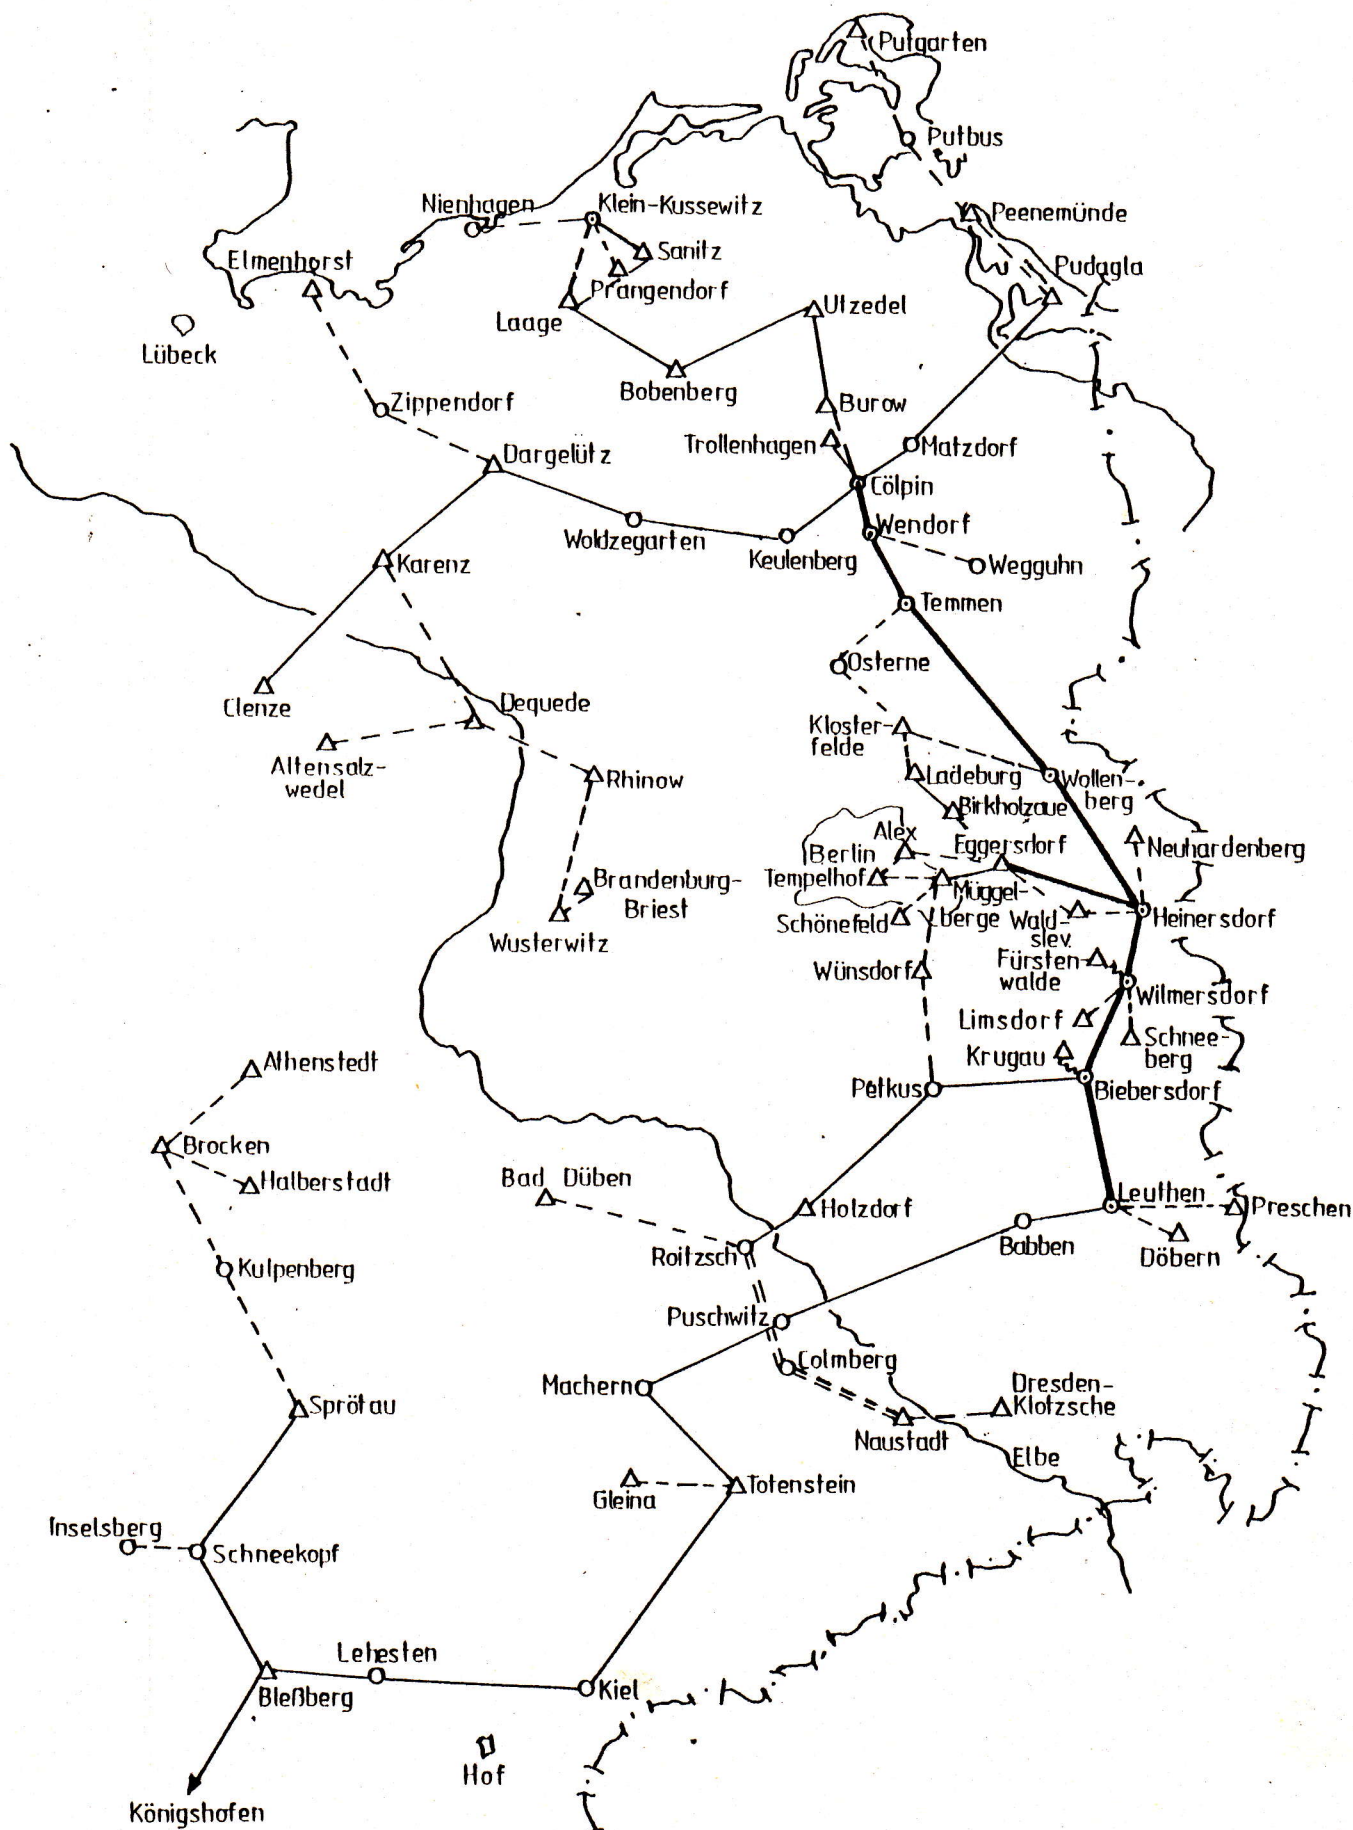 Putgarten
Putbus
Nienhagen
Klein-Kussewitz
Peenemünde
Sanitz
Elmenhorst
Pudagla
Prangendorf
Utzedel
Laage
Lübeck
Bobenberg
Burow
Zippendorf
Trollenhagen
Matzdorf
Dargelütz
Cölpin
Wendorf
Woldzegarten
Keulenberg
Karenz
Wegguhn
Temmen
Osterne
Clenze
Dequede
Kloster-
felde
Altensalz-
wedel
Rhinow
Ladeburg
Wollen-
berg
Birkholzaue
Alex
Eggersdorf
Neuhardenberg
Berlin
Tempelhof
Brandenburg-
Briest
Müggel-
berge
Schönefeld
Wald-
slev.
Heinersdorf
Wusterwitz
Wünsdorf
Fürsten-
walde
Wilmersdorf
Limsdorf
Schnee-
berg
Krugau
Athenstedt
Petkus
Biebersdorf
Brocken
Halberstadt
Bad Düben
Leuthen
Holzdorf
Preschen
Babben
Döbern
Roitzsch
Kulpenberg
Puschwitz
Colmberg
Machern
Dresden-
Klotzsche
Sprötau
Naustadt
Elbe
Gleina
Totenstein
Inselsberg
Schneekopf
Lehesten
Bleßberg
Kiel
Hof
Königshofen